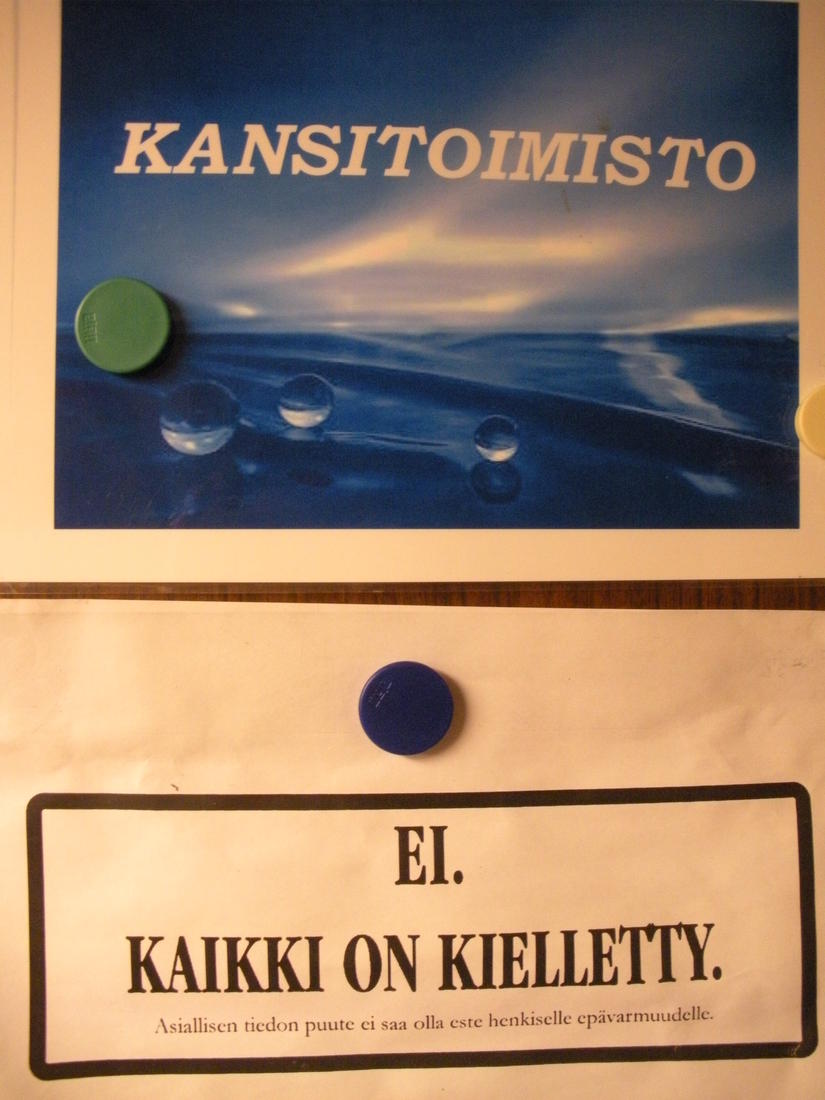 KANSITOIMISTO
EI.
KAIKKI ON KIELLETTY.
Asiallisen tiedon puute ei saa olla este henkiselle epävarmuudelle.